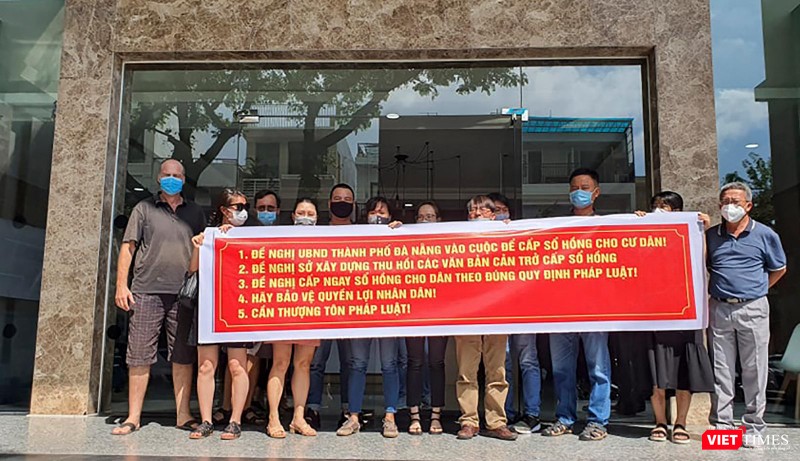 1. ĐỀ NGHỊ UBND THÀNH PHỐ ĐÀ NẴNG VÀO CUỘC ĐỂ CẤP SỔ HỒNG CHO CƯ DÂN!
2. ĐỀ NGHỊ SỞ XÂY DỰNG THU HỒI CÁC VĂN BẢN CẢN TRỞ CẤP SỔ HỒNG
3. ĐỀ NGHỊ CẤP NGAY SỔ HỒNG CHO DÂN THEO ĐÚNG QUY ĐỊNH PHÁP LUẬT!
4. HÃY BẢO VỆ QUYỀN LỢI NHÂN DÂN!
5. CẦN THƯỢNG TÔN PHÁP LUẬT!
VIETTIMES